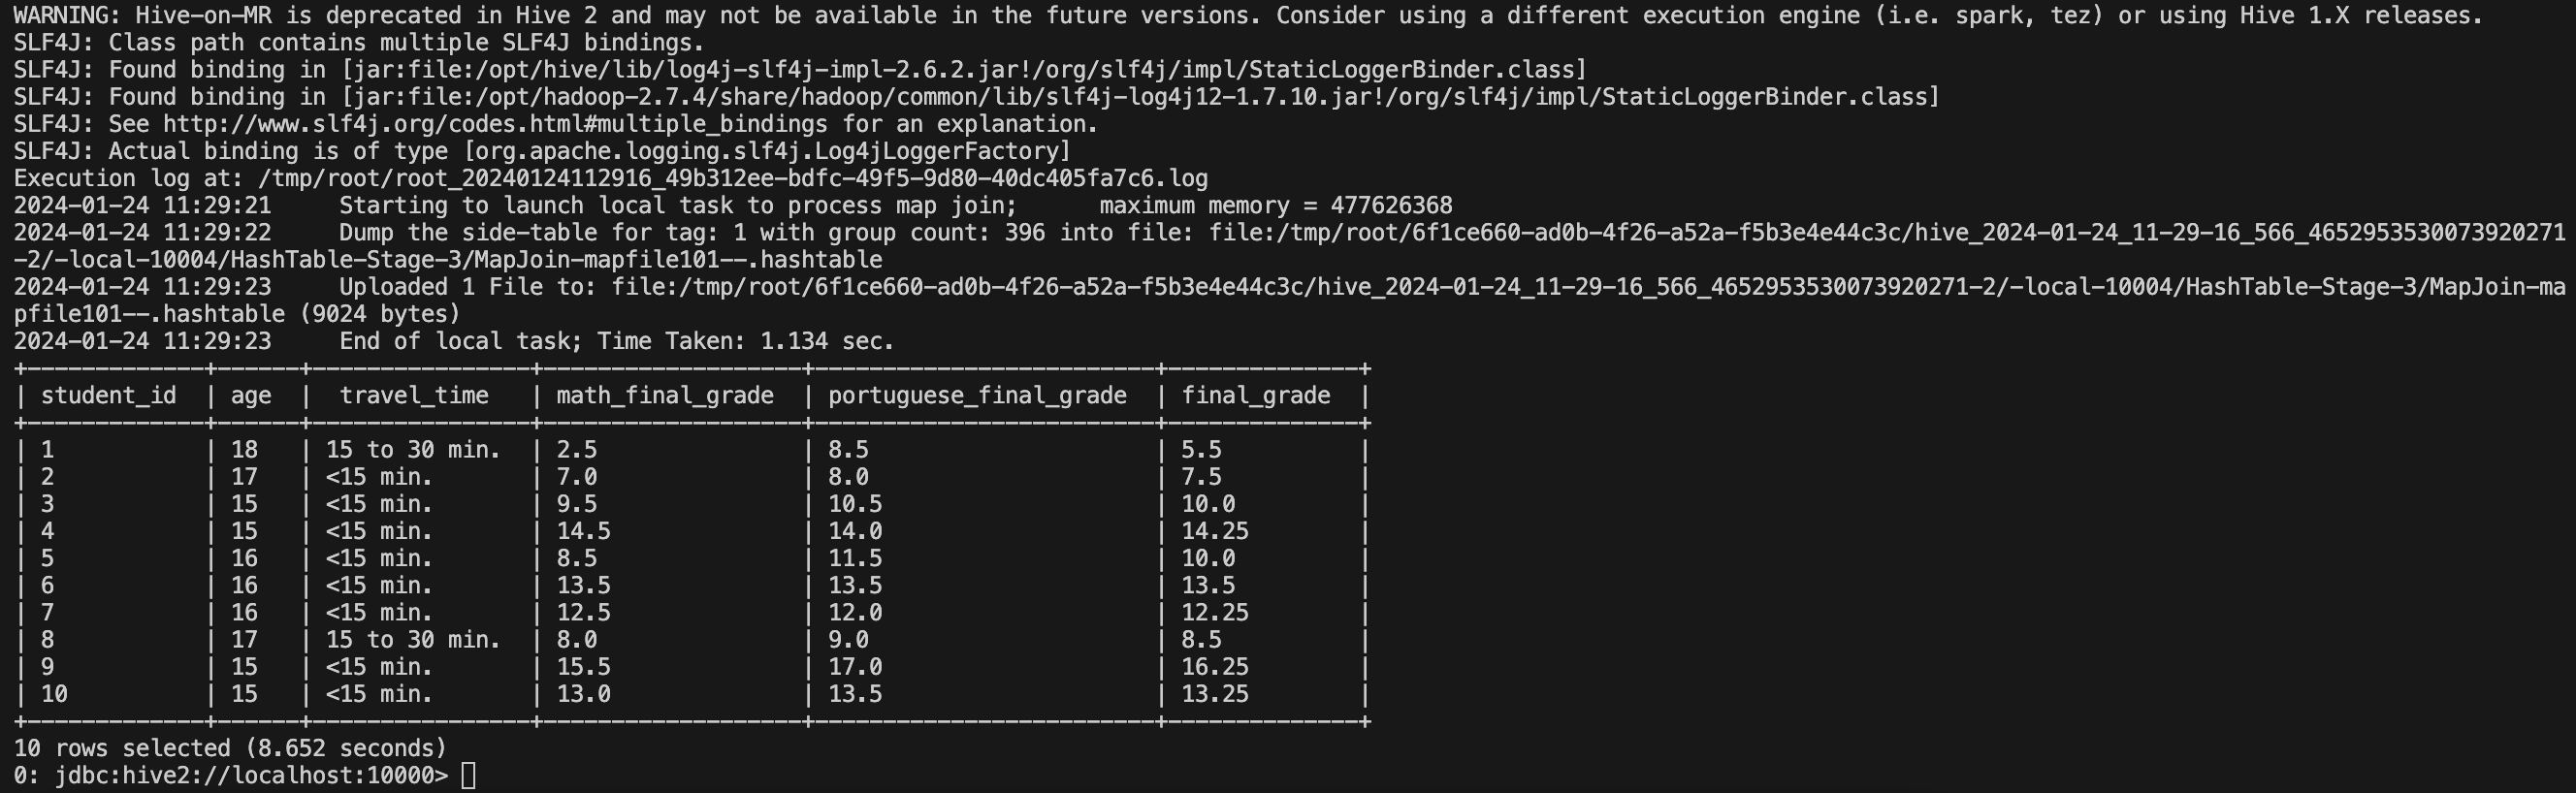 WARNING: Hive-on-MR is deprecated in Hive 2 and may not be available in the future versions. Consider using a different execution engine (i.e. spark, tez) or using Hive 1.X releases.
SLF4J: Class path contains multiple SLF4J bindings.
SLF4J: Found binding in [jar:file:/opt/hive/lib/log4j-slf4j-impl-2.6.2.jar!/org/slf4j/impl/StaticLoggerBinder.class]
SLF4J: Found binding in [jar:file:/opt/hadoop-2.7.4/share/hadoop/common/lib/slf4j-log4j12-1.7.10.jar!/org/slf4j/impl/StaticLoggerBinder.class]
SLF4J: See http://www.slf4j.org/codes.html#multiple_bindings for an explanation.
SLF4J: Actual binding is of type [org.apache.logging.slf4j.Log4jLoggerFactory]
Execution log at: /tmp/root/root_20240124112916_49b312ee-bdfc-49f5-9d80-40dc405fa7c6.log
2024-01-24 11:29:21     Starting to launch local task to process map join;      maximum memory = 477626368
2024-01-24 11:29:22     Dump the side-table for tag: 1 with group count: 396 into file: file:/tmp/root/6f1ce660-ad0b-4f26-a52a-f5b3e4e44c3c/hive_2024-01-24_11-29-16_566_4652953530073920271
-2/-local-10004/HashTable-Stage-3/MapJoin-mapfile101--.hashtable
2024-01-24 11:29:23     Uploaded 1 File to: file:/tmp/root/6f1ce660-ad0b-4f26-a52a-f5b3e4e44c3c/hive_2024-01-24_11-29-16_566_4652953530073920271-2/-local-10004/HashTable-Stage-3/MapJoin-ma
pfile101--.hashtable (9024 bytes)
2024-01-24 11:29:23     End of local task; Time Taken: 1.134 sec.
+-------------+------+----------------+-------------------+-------------------------+--------------+
| student_id  | age  |  travel_time   | math_final_grade  | portuguese_final_grade  | final_grade  |
+-------------+------+----------------+-------------------+-------------------------+--------------+
| 1           | 18   | 15 to 30 min.  | 2.5               | 8.5                     | 5.5          |
| 2           | 17   | <15 min.       | 7.0               | 8.0                     | 7.5          |
| 3           | 15   | <15 min.       | 9.5               | 10.5                    | 10.0         |
| 4           | 15   | <15 min.       | 14.5              | 14.0                    | 14.25        |
| 5           | 16   | <15 min.       | 8.5               | 11.5                    | 10.0         |
| 6           | 16   | <15 min.       | 13.5              | 13.5                    | 13.5         |
| 7           | 16   | <15 min.       | 12.5              | 12.0                    | 12.25        |
| 8           | 17   | 15 to 30 min.  | 8.0               | 9.0                     | 8.5          |
| 9           | 15   | <15 min.       | 15.5              | 17.0                    | 16.25        |
| 10          | 15   | <15 min.       | 13.0              | 13.5                    | 13.25        |
+-------------+------+----------------+-------------------+-------------------------+--------------+
10 rows selected (8.652 seconds)
0: jdbc:hive2://localhost:10000>